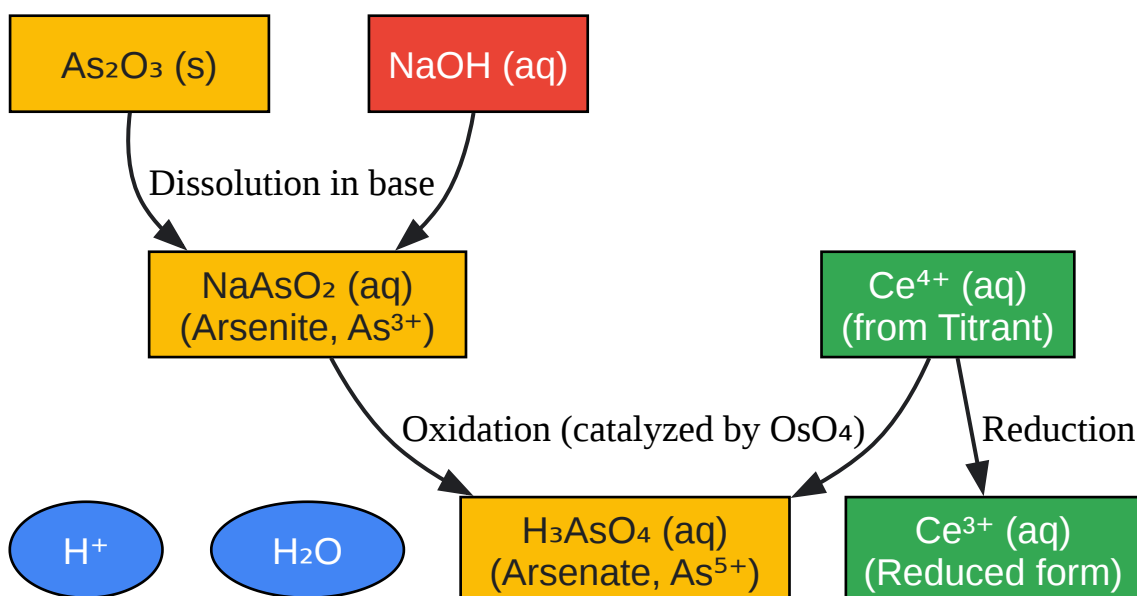 As₂O₃ (s)
NaOH (aq)
Dissolution in base
NaAsO₂ (aq)
(Arsenite, As³⁺)
Ce⁴⁺ (aq)
(from Titrant)
Oxidation (catalyzed by OsO₄)
Reduction
H⁺
H₂O
H₃AsO₄ (aq)
(Arsenate, As⁵⁺)
Ce³⁺ (aq)
(Reduced form)